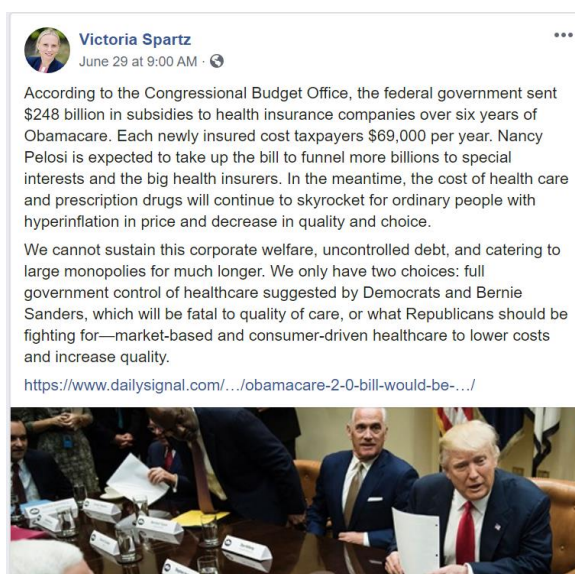 Victoria Spartz
June 29 at 9:00 AM ·
According to the Congressional Budget Office, the federal government sent
$248 billion in subsidies to health insurance companies over six years of
Obamacare. Each newly insured cost taxpayers $69,000 per year. Nancy
Pelosi is expected to take up the bill to funnel more billions to special
interests and the big health insurers. In the meantime, the cost of health care
and prescription drugs will continue to skyrocket for ordinary people with
hyperinflation in price and decrease in quality and choice.
We cannot sustain this corporate welfare, uncontrolled debt, and catering to
large monopolies for much longer. We only have two choices: full
government control of healthcare suggested by Democrats and Bernie
Sanders, which will be fatal to quality of care, or what Republicans should be
fighting for—market-based and consumer-driven healthcare to lower costs
and increase quality.
https://www.dailysignal.com/…/obamacare-2-0-bill-would-be-…/